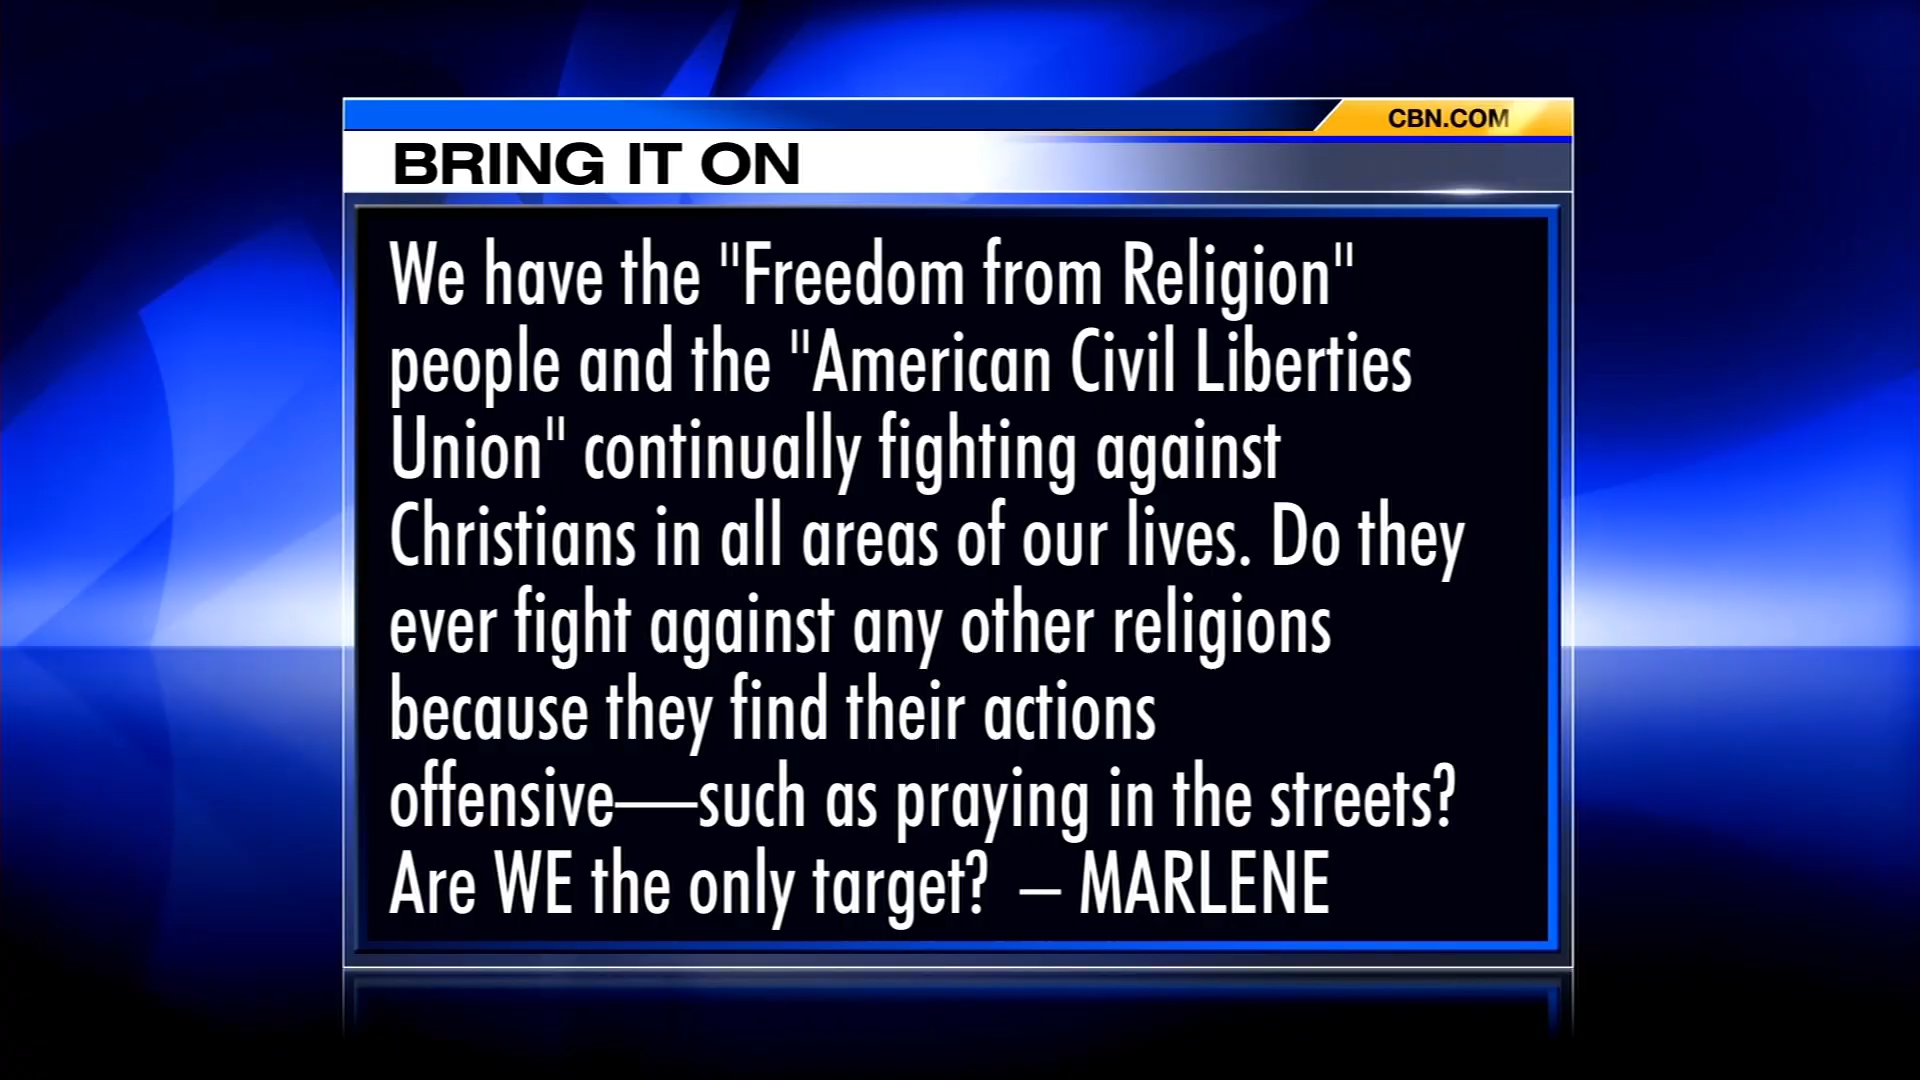 CBN.COM
BRING IT ON
We have the "Freedom from Religion"
people and the "American Civil Liberties
Union" continually fighting against
Christians in all areas of our lives. Do they
ever fight against any other religions
because they find their actions
offensive—such as praying in the streets?
Are WE the only target? – MARLENE